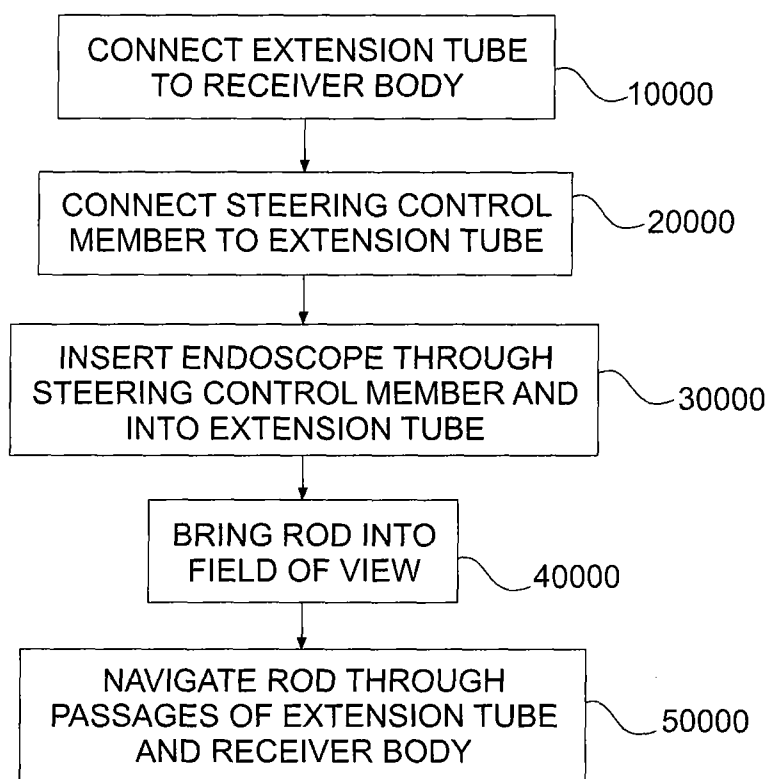 CONNECT EXTENSION TUBE
TO RECEIVER BODY
10000
CONNECT STEERING CONTROL
MEMBER TO EXTENSION TUBE
20000
INSERT ENDOSCOPE THROUGH
STEERING CONTROL MEMBER AND
INTO EXTENSION TUBE
30000
BRING ROD INTO
FIELD OF VIEW
40000
NAVIGATE ROD THROUGH
PASSAGES OF EXTENSION TUBE
AND RECEIVER BODY
50000